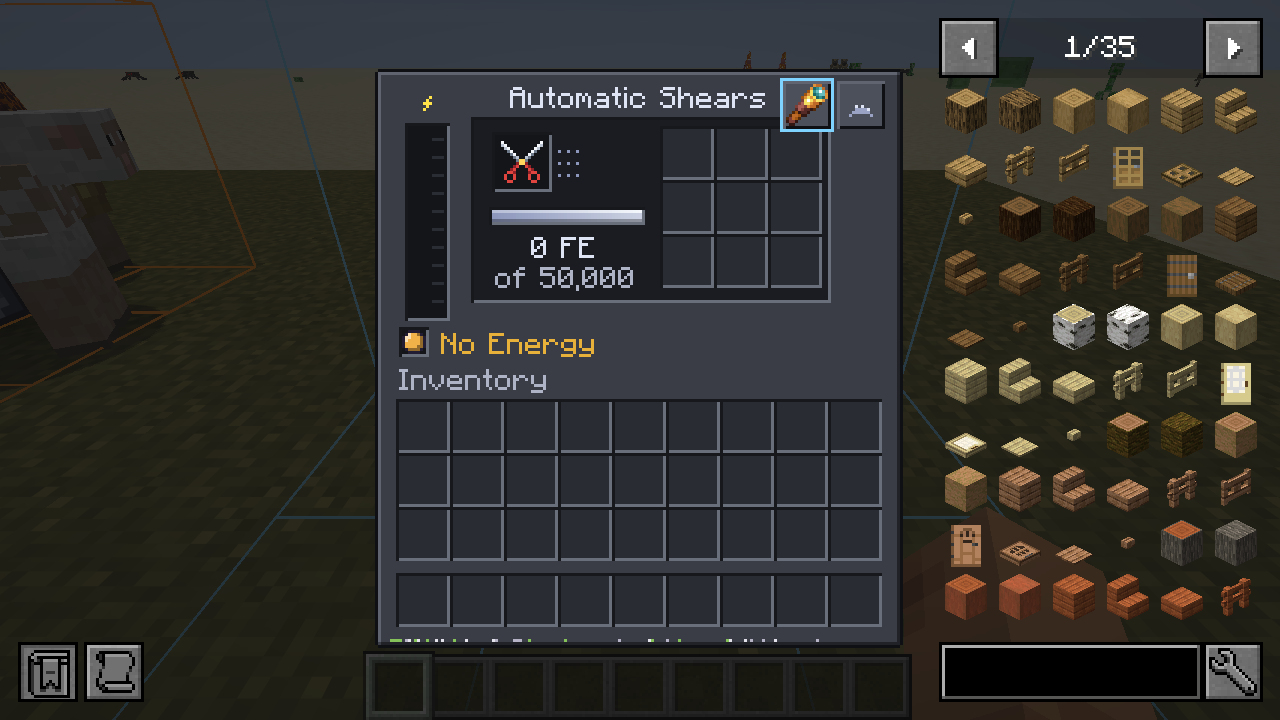 1/35
Automatic Shears
0 FE
of 50,000
No Energy
Inventory